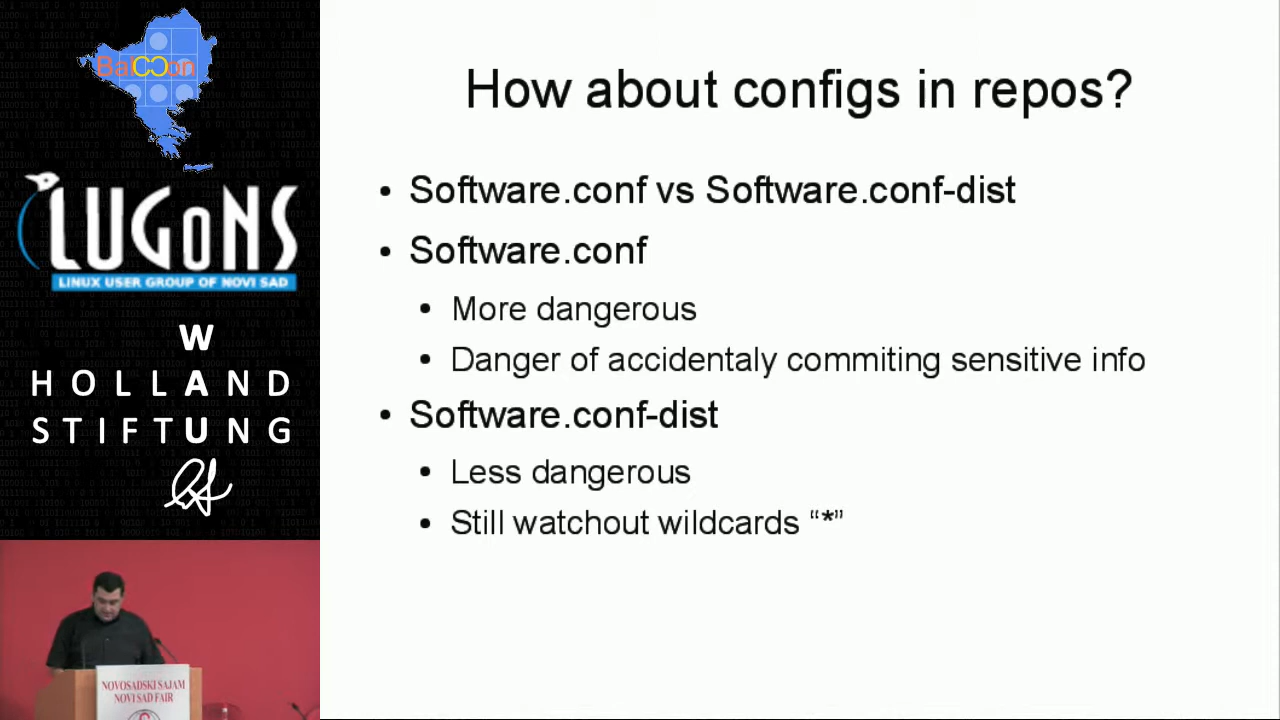 BalCCon
LUGoNS
LINUX USER GROUP OF NOVI SAD
W
HOLLAND
STIFTUNG
NOVOSADSKI SAJAM
NOVI SAD FAIR
How about configs in repos?
• Software.conf vs Software.conf-dist
• Software.conf
• More dangerous
• Danger of accidentaly commiting sensitive info
• Software.conf-dist
• Less dangerous
• Still watchout wildcards “*”